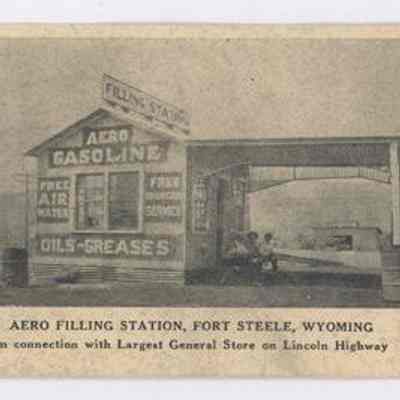 FILLING STATION
AERO
GASOLINE
FREE
AIR
WATER
FREE
SERVICE
OILS-GREASES
AERO FILLING STATION, FORT STEELE, WYOMING
connection with Largest General Store on Lincoln Highway